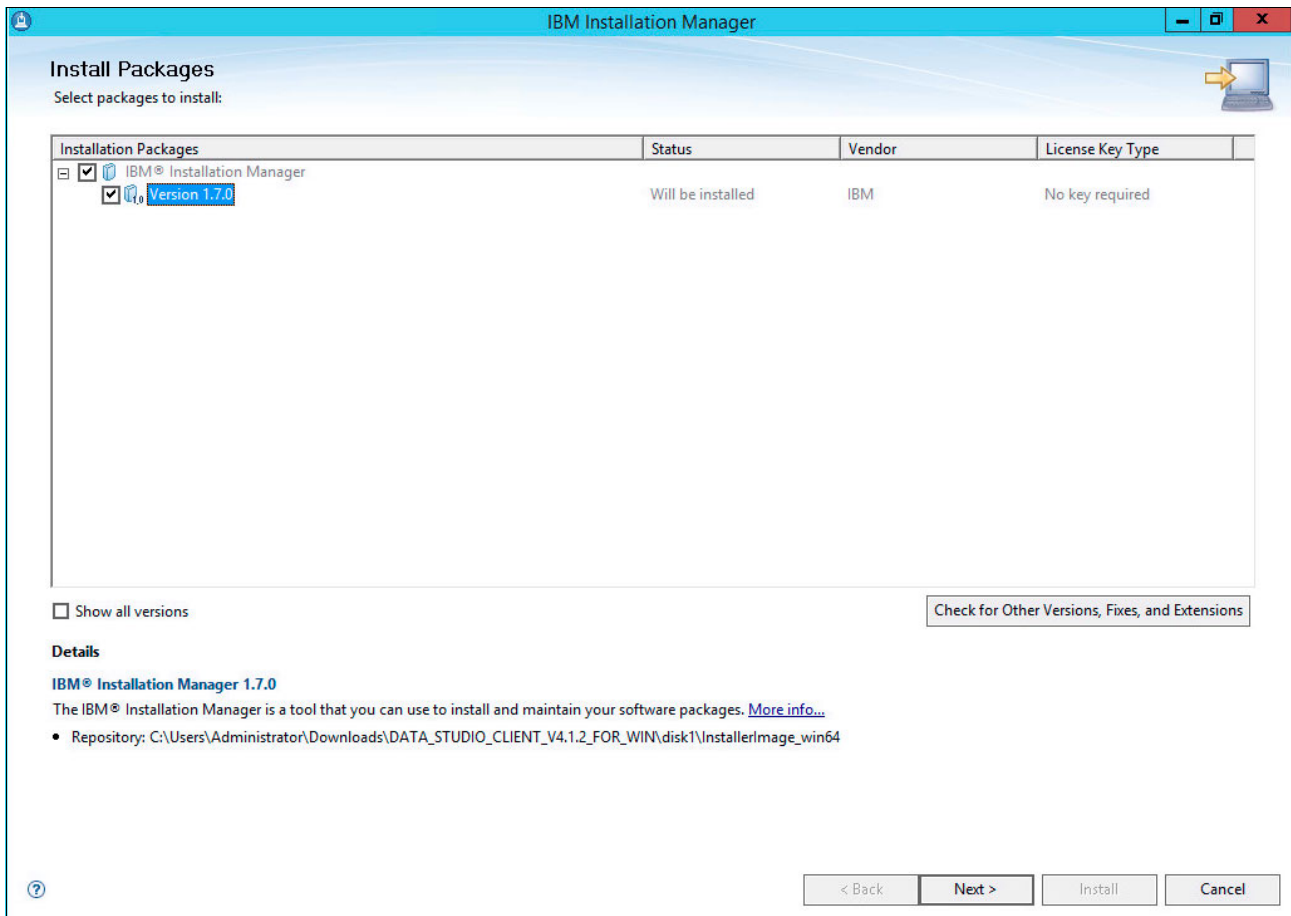 IBM Installation Manager
Install Packages
Select packages to install:
Installation Packages Status Vendor License Key Type
IBM® Installation Manager
1.0 Version 1.7.0 Will be installed IBM No key required
Show all versions
Check for Other Versions, Fixes, and Extensions
Details
IBM® Installation Manager 1.7.0
The IBM® Installation Manager is a tool that you can use to install and maintain your software packages. More info...
• Repository: C:\Users\Administrator\Downloads\DATA_STUDIO_CLIENT_V4.1.2_FOR_WIN\disk1\InstallerImage_win64
? < Back Next > Install Cancel